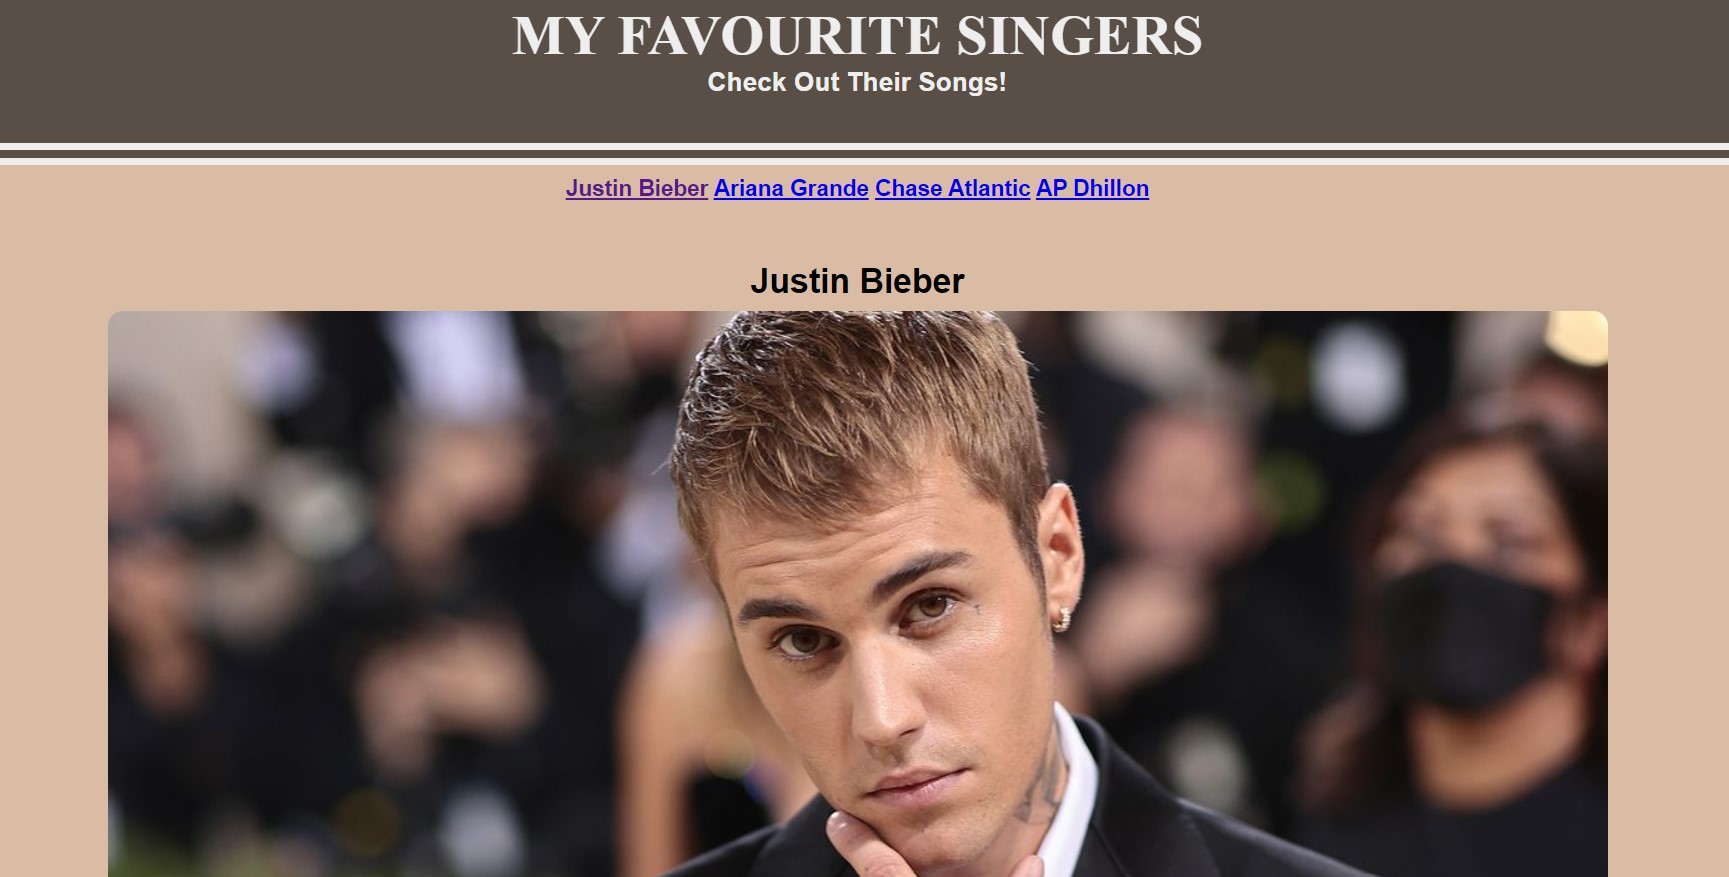 MY FAVOURITE SINGERS
Check Out Their Songs!
Justin Bieber Ariana Grande Chase Atlantic AP Dhillon
Justin Bieber